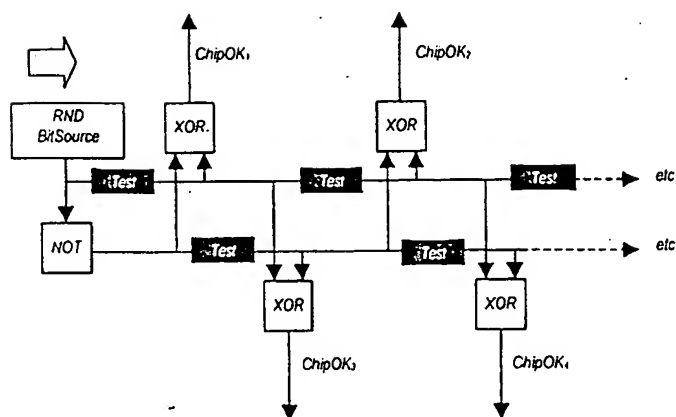 ChipOK₁
ChipOK₂
RND
BitSource
XOR.
XOR
Test
Test
Test
etc
NOT
Test
Test
etc
XOR
XOR
ChipOK₃
ChipOK₄